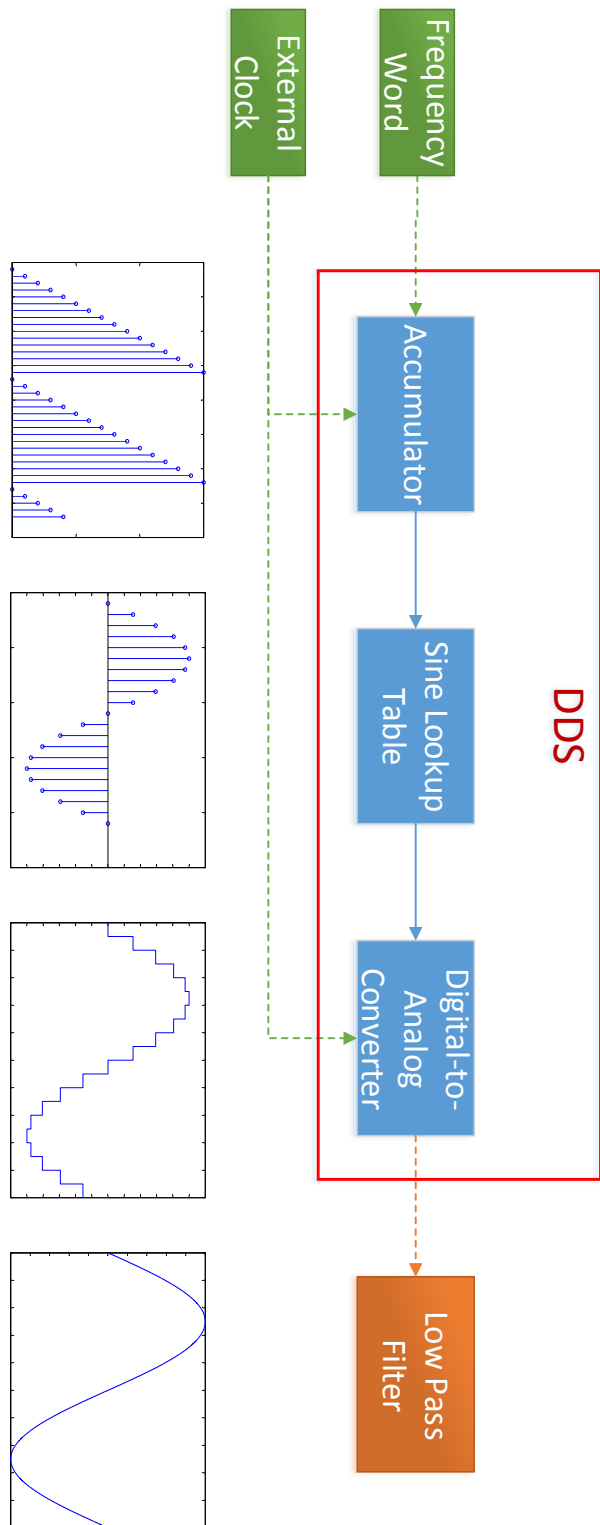 DDS
Frequency
Word
Accumulator
Sine Lookup
Table
Digital-to-
Analog
Converter
Low Pass
Filter
External
Clock